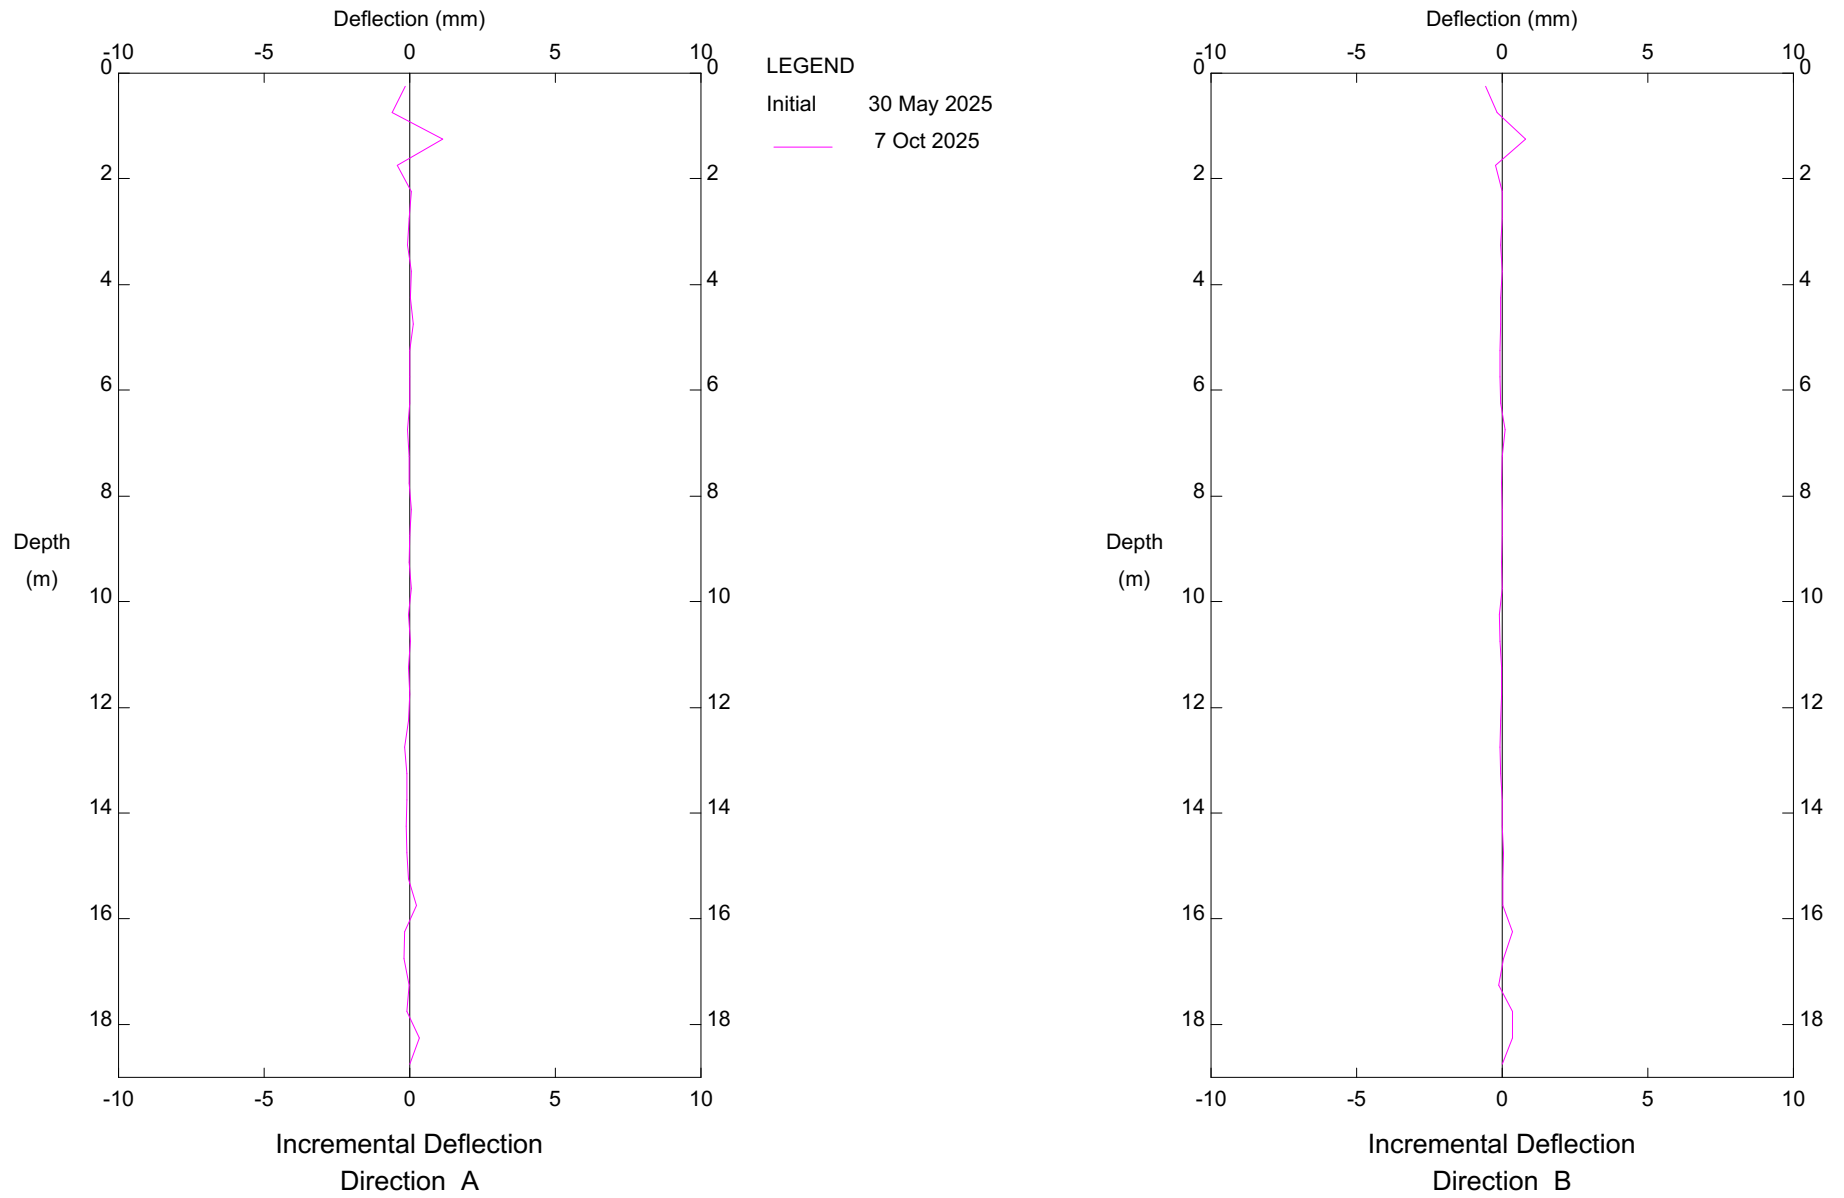 Deflection (mm)
-10 -5 0 5 10
0 0
2 2
4 4
6 6
8 8
10 10
12 12
14 14
16 16
18 18
Depth
(m)
-10 -5 0 5 10
Incremental Deflection
Direction A
LEGEND
Initial 30 May 2025
7 Oct 2025
Deflection (mm)
-10 -5 0 5 10
0 0
2 2
4 4
6 6
8 8
10 10
12 12
14 14
16 16
18 18
Depth
(m)
-10 -5 0 5 10
Incremental Deflection
Direction B